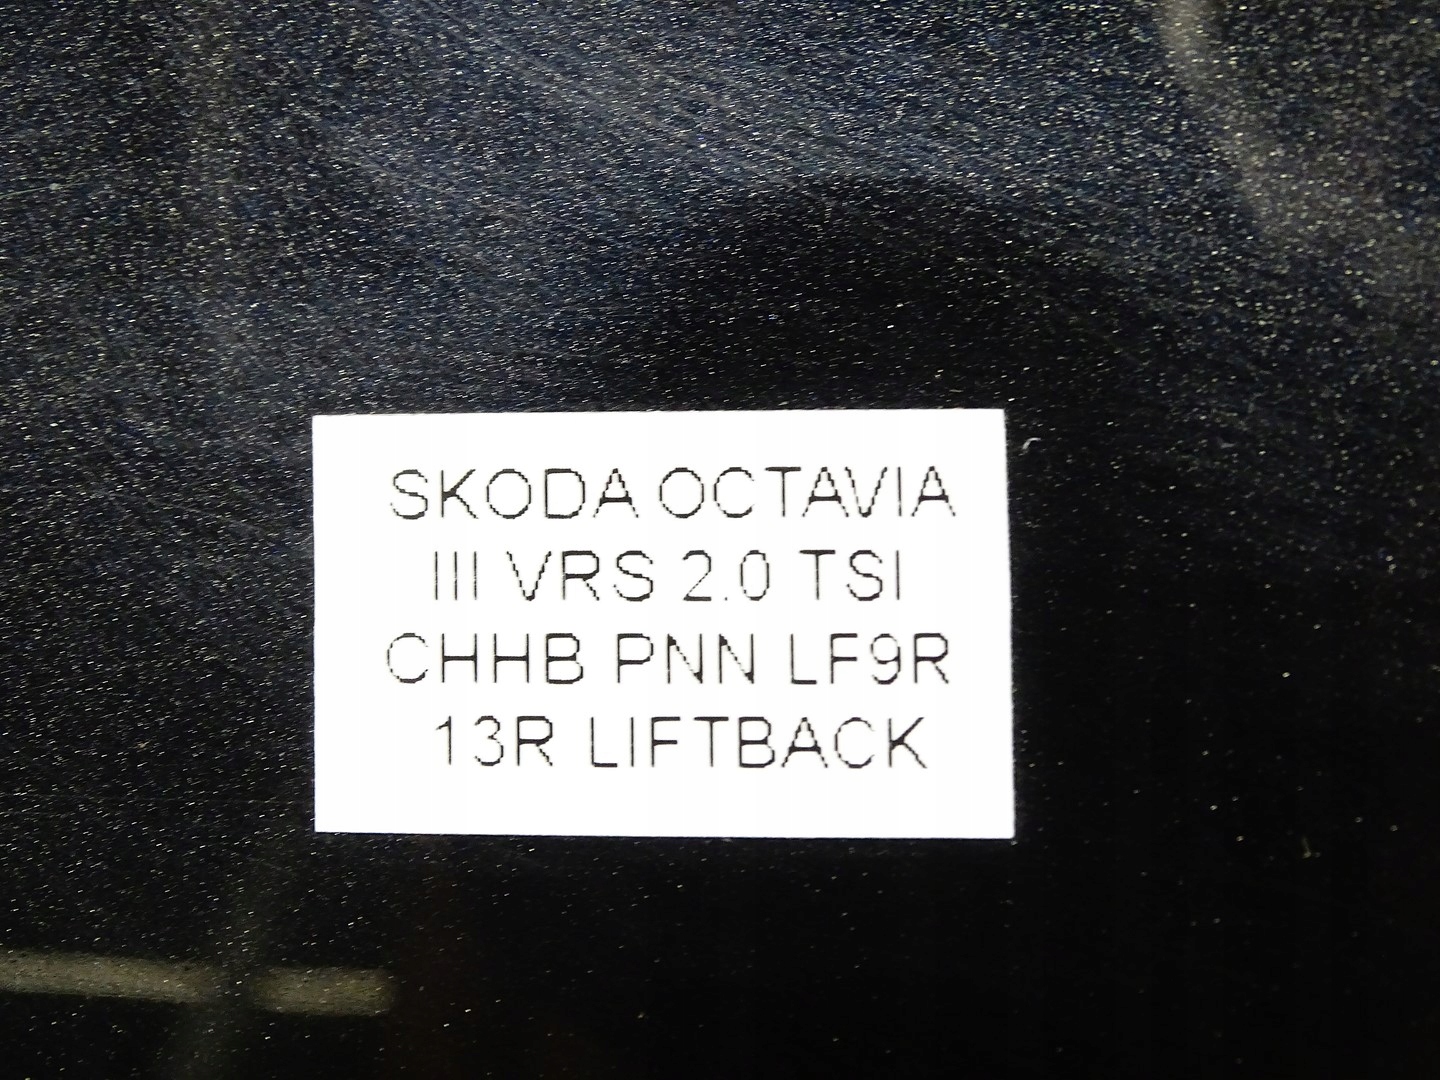 SKODA OCTAVIA
III VRS 2.0 TSI
CHHB PNN LF9R
13R LIFTBACK